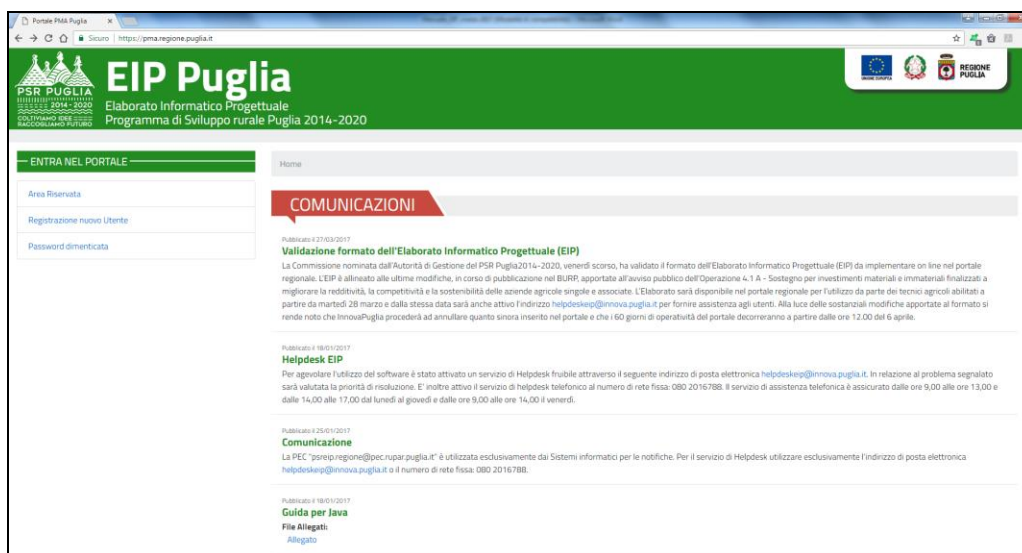 Portale PMA Puglia
Sicuro | https://pma.regione.puglia.it
PSR PUGLIA
2014 - 2020
COLTIVIAMO IDEE
RACCOGLIAMO FUTURO
EIP Puglia
Elaborato Informatico Progettuale
Programma di Sviluppo rurale Puglia 2014-2020
UNIONE EUROPEA
REGIONE
PUGLIA
ENTRA NEL PORTALE
Area Riservata
Registrazione nuovo Utente
Password dimenticata
Home
COMUNICAZIONI
Pubblicato il 27/03/2017
Validazione formato dell'Elaborato Informatico Progettuale (EIP)
La Commissione nominata dall'Autorità di Gestione del PSR Puglia2014-2020, venerdì scorso, ha validato il formato dell'Elaborato Informatico Progettuale (EIP) da implementare on line nel portale
regionale. L'EIP è allineato alle ultime modifiche, in corso di pubblicazione nel BURP, apportate all'avviso pubblico dell'Operazione 4.1 A - Sostegno per investimenti materiali e immateriali finalizzati a
migliorare la redditività, la competitività e la sostenibilità delle aziende agricole singole e associate. L'Elaborato sarà disponibile nel portale regionale per l'utilizzo da parte dei tecnici agricoli abilitati a
partire da martedì 28 marzo e dalla stessa data sarà anche attivo l'indirizzo helpdeskeip@innova.puglia.it per fornire assistenza agli utenti. Alla luce delle sostanziali modifiche apportate al formato si
rende noto che InnovaPuglia procederà ad annullare quanto sinora inserito nel portale e che i 60 giorni di operatività del portale decorreranno a partire dalle ore 12.00 del 6 aprile.
Pubblicato il 18/01/2017
Helpdesk EIP
Per agevolare l'utilizzo del software è stato attivato un servizio di Helpdesk fruibile attraverso il seguente indirizzo di posta elettronica helpdeskeip@innova.puglia.it. In relazione al problema segnalato
sarà valutata la priorità di risoluzione. E' inoltre attivo il servizio di helpdesk telefonico al numero di rete fissa: 080 2016788. Il servizio di assistenza telefonica è assicurato dalle ore 9,00 alle ore 13,00 e
dalle 14,00 alle 17,00 dal lunedì al giovedì e dalle ore 9,00 alle ore 14,00 il venerdì.
Pubblicato il 25/01/2017
Comunicazione
La PEC "psreip.regione@pec.rupar.puglia.it" è utilizzata esclusivamente dai Sistemi informatici per le notifiche. Per il servizio di Helpdesk utilizzare esclusivamente l'indirizzo di posta elettronica
helpdeskeip@innova.puglia.it o il numero di rete fissa: 080 2016788.
Pubblicato il 18/01/2017
Guida per Java
File Allegati:
Allegato